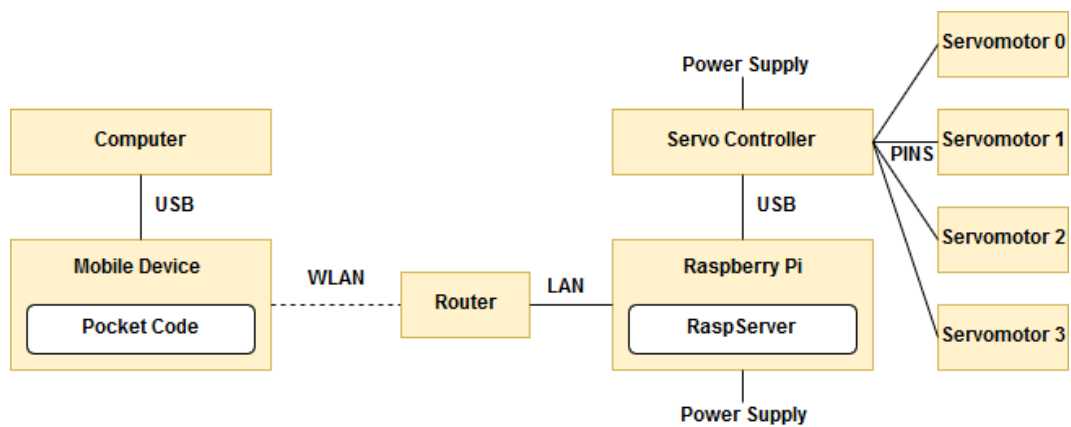 Servomotor 0
Power Supply
Computer
Servo Controller
PINS
Servomotor 1
USB
USB
Servomotor 2
Mobile Device
WLAN
Router
LAN
Raspberry Pi
Pocket Code
RaspServer
Servomotor 3
Power Supply